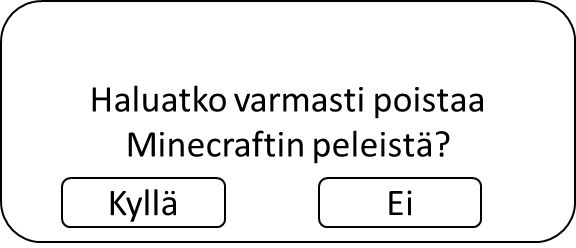 Haluatko varmasti poistaa
Minecraftin peleistä?
Kyllä Ei